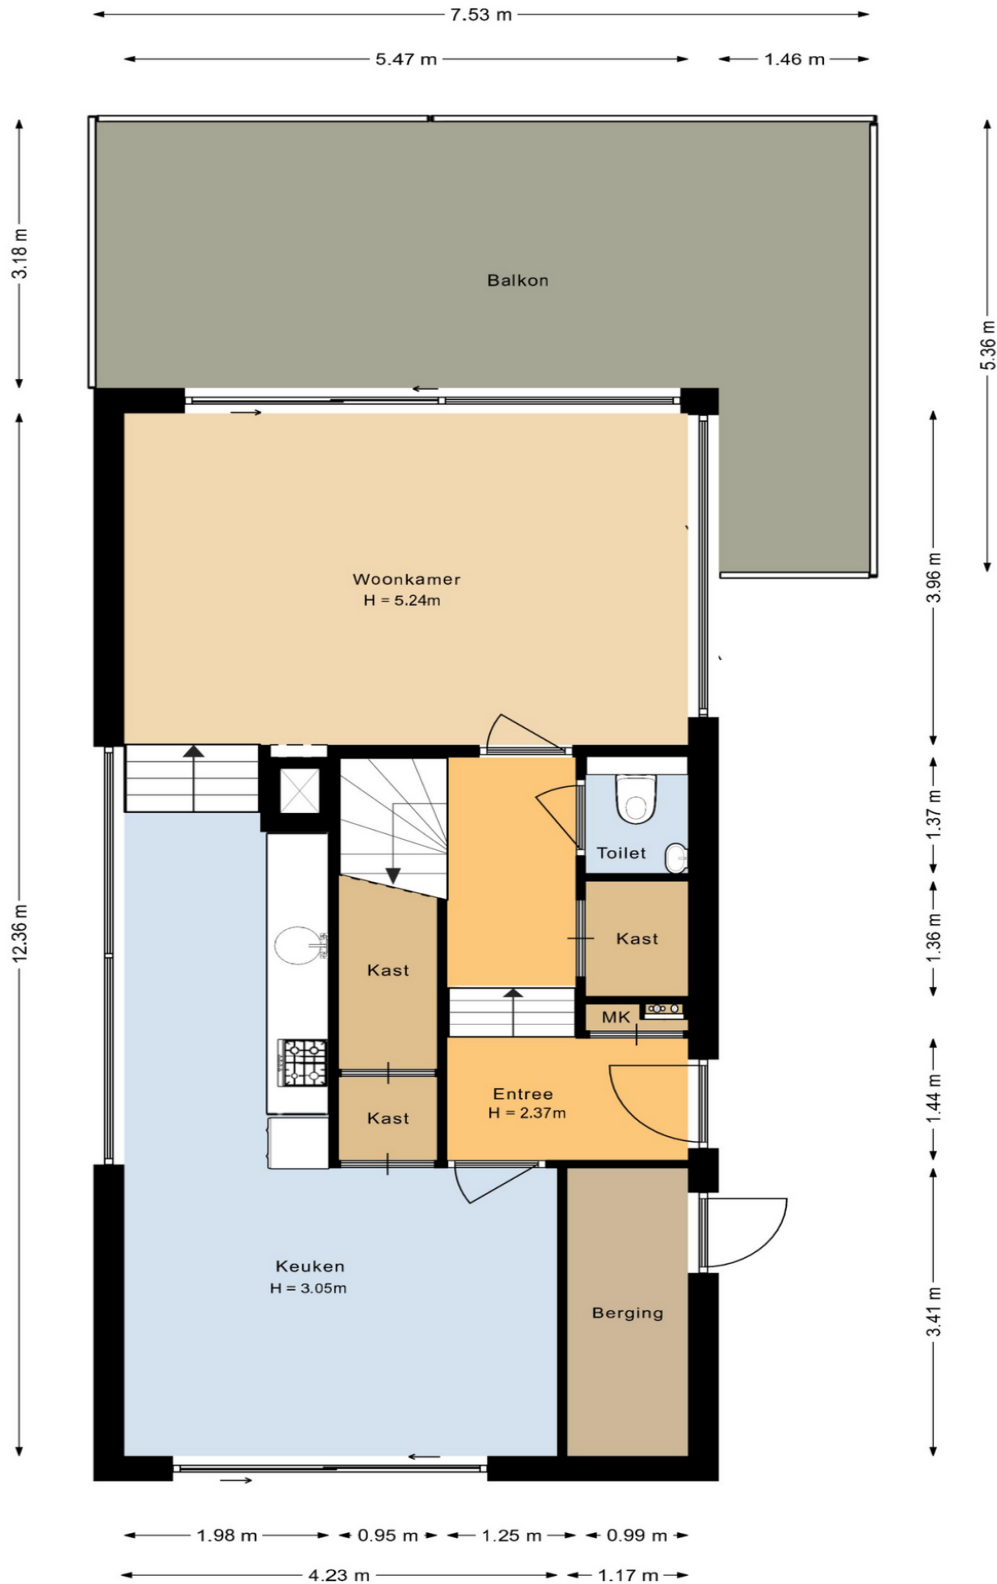 7.53 m
5.47 m
1.46 m
3.18 m
Balkon
5.36 m
Woonkamer
H = 5.24m
3.96 m
12.36 m
1.37 m
Toilet
1.36 m
Kast
Kast
MK
Entree
H = 2.37m
1.44 m
Kast
Keuken
H = 3.05m
Berging
3.41 m
1.98 m
0.95 m
1.25 m
0.99 m
4.23 m
1.17 m